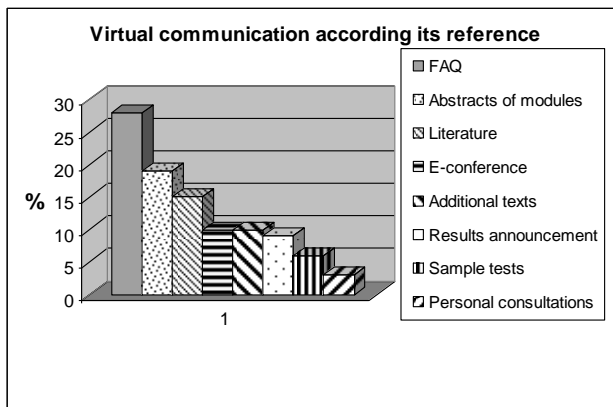 Virtual communication according its reference
30
25
20
15
10
5
0
%
1
FAQ
Abstracts of modules
Literature
E-conference
Additional texts
Results announcement
Sample tests
Personal consultations